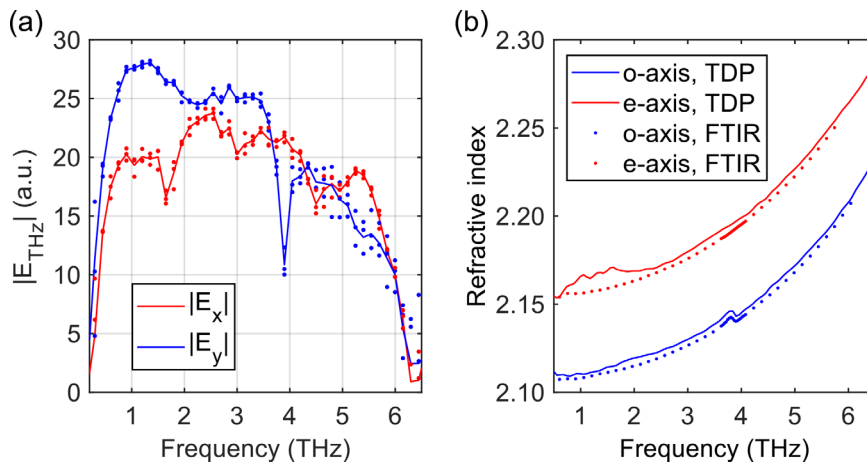 (a)
30
25
20
15
10
5
0
|E_THz| (a.u.)
|E_x|
|E_y|
1 2 3 4 5 6
Frequency (THz)
(b)
2.30
2.25
2.20
2.15
2.10
Refractive index
o-axis, TDP
e-axis, TDP
o-axis, FTIR
e-axis, FTIR
1 2 3 4 5 6
Frequency (THz)